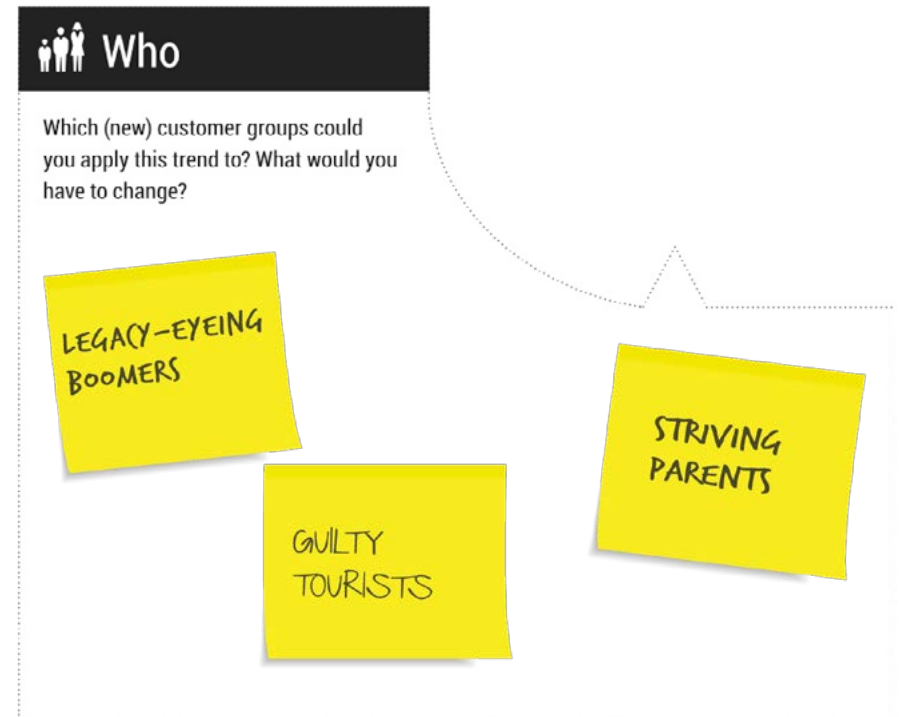 Who
Which (new) customer groups could
you apply this trend to? What would you
have to change?
LEGACY-EYEING
BOOMERS
STRIVING
PARENTS
GUILTY
TOURISTS